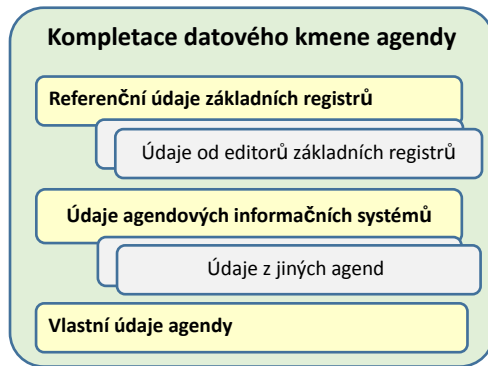 Kompletace datového kmene agendy
Referenční údaje základních registrů
Údaje od editorů základních registrů
Údaje agendových informačních systémů
Údaje z jiných agend
Vlastní údaje agendy